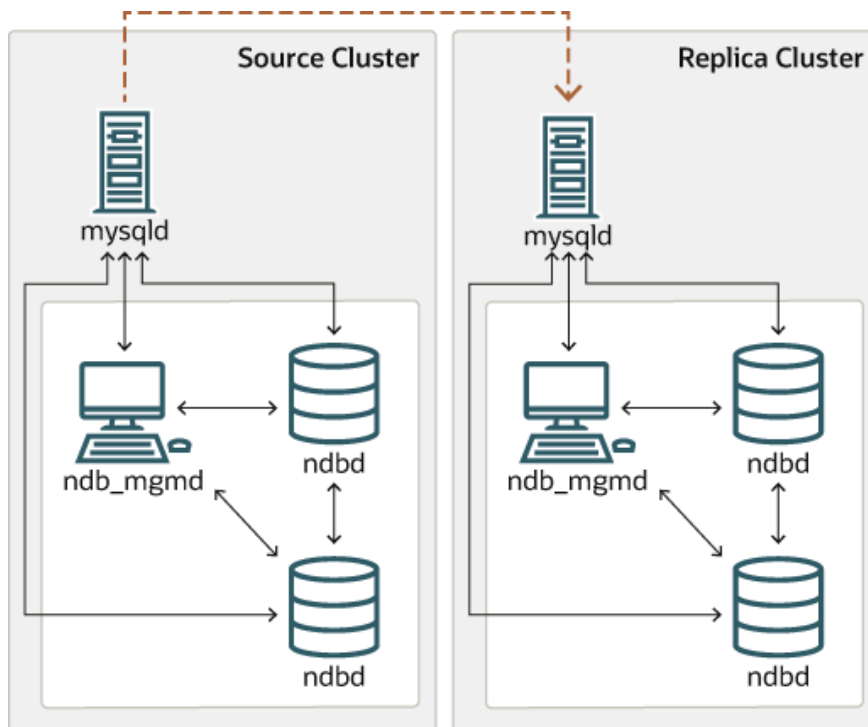 Source Cluster
mysqld
ndb_mgmd
ndbd
ndbd
Replica Cluster
mysqld
ndb_mgmd
ndbd
ndbd